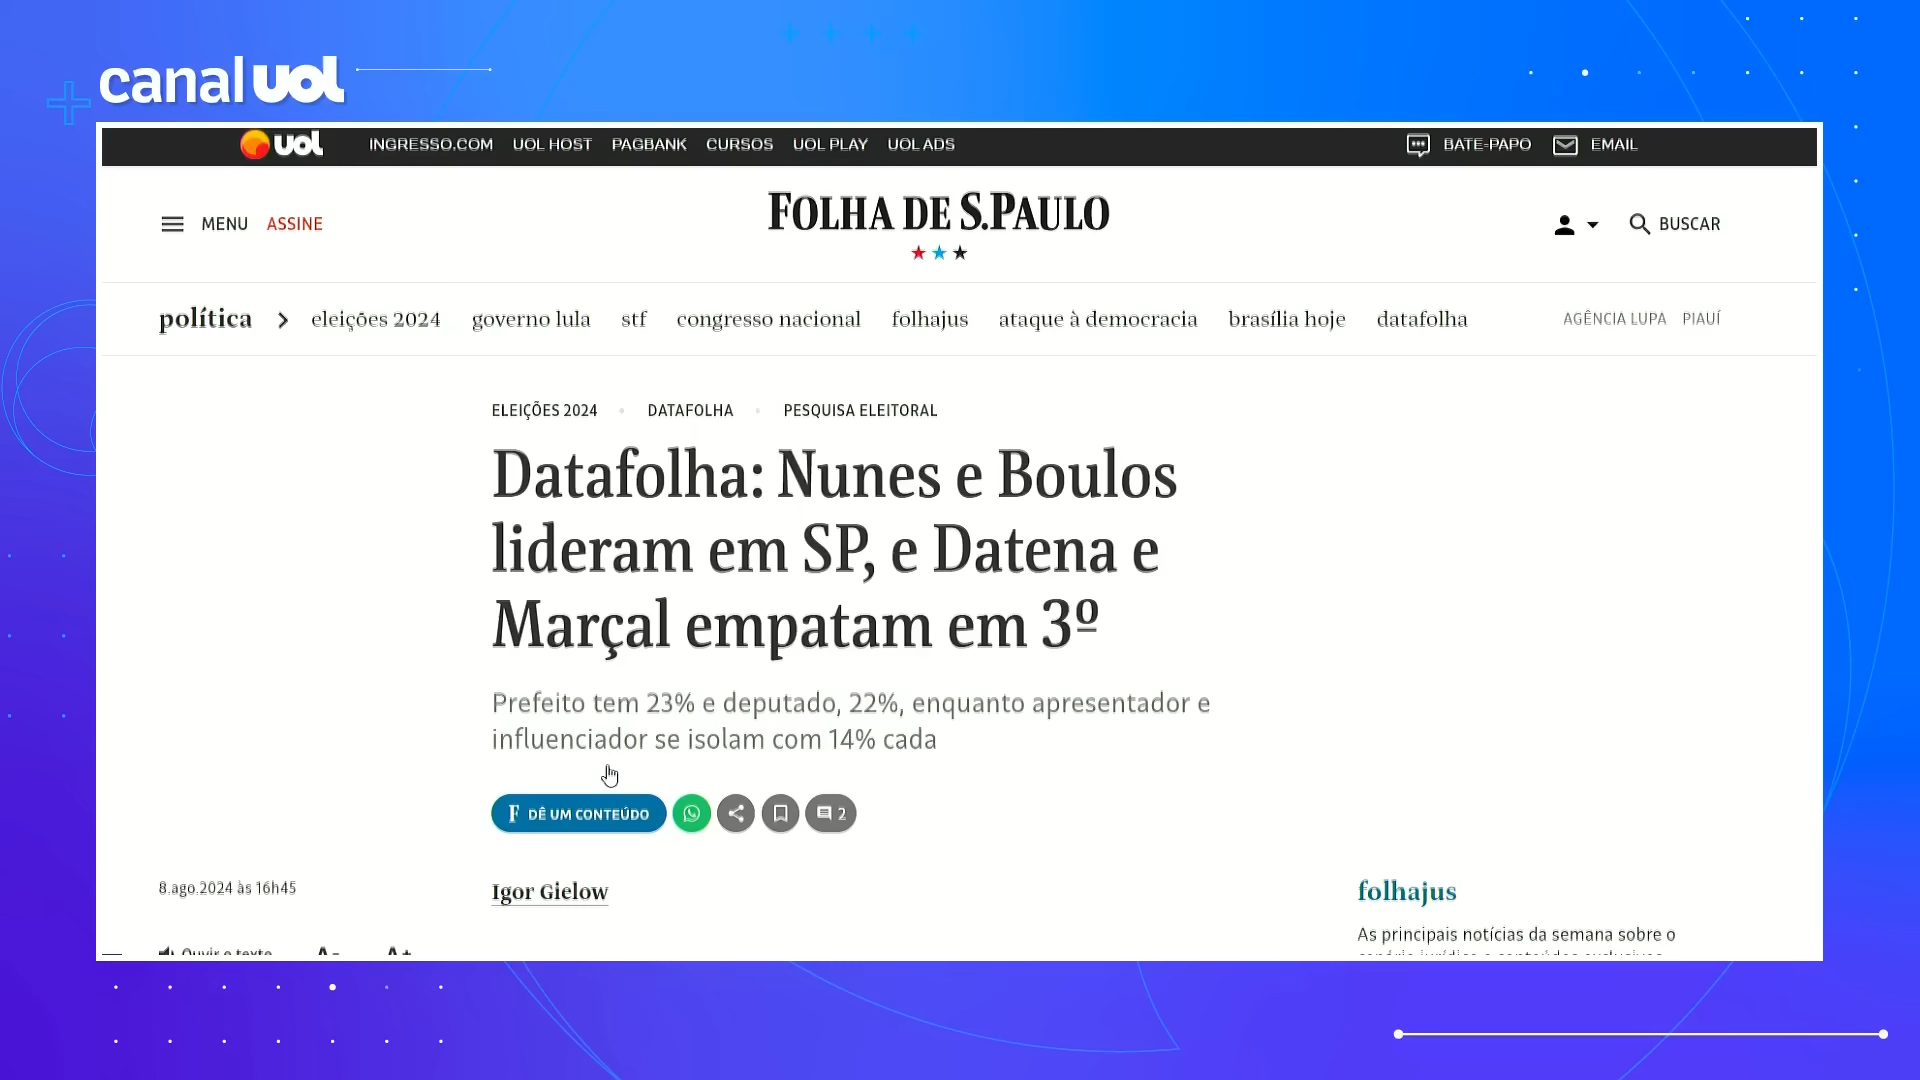 canal uol
uol INGRESSO.COM UOL HOST PAGBANK CURSOS UOL PLAY UOL ADS BATE-PAPO EMAIL
MENU ASSINE FOLHA DE S.PAULO BUSCAR
política eleições 2024 governo lula stf congresso nacional folhajus ataque à democracia brasília hoje datafolha AGÊNCIA LUPA PIAUÍ
ELEIÇÕES 2024 • DATAFOLHA • PESQUISA ELEITORAL
Datafolha: Nunes e Boulos
lideram em SP, e Datena e
Marçal empatam em 3º
Prefeito tem 23% e deputado, 22%, enquanto apresentador e
influenciador se isolam com 14% cada
F DÊ UM CONTEÚDO 2
8.ago.2024 às 16h45 Igor Gielow folhajus
As principais notícias da semana sobre o
Ouvir o texto A- A+